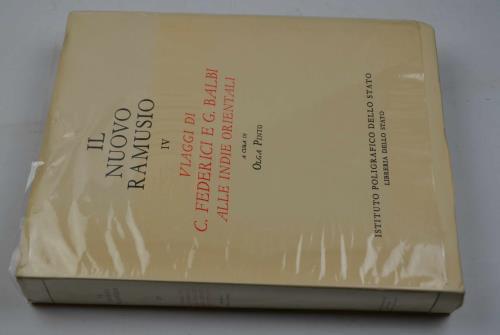 IL
NUOVO
RAMUSIO
IV
VIAGGI DI
C. FEDERICI E G. BALBI
ALLE INDIE ORIENTALI
A CURA DI
OLGA PINTO
ISTITUTO POLIGRAFICO DELLO STATO
LIBRERIA DELLO STATO